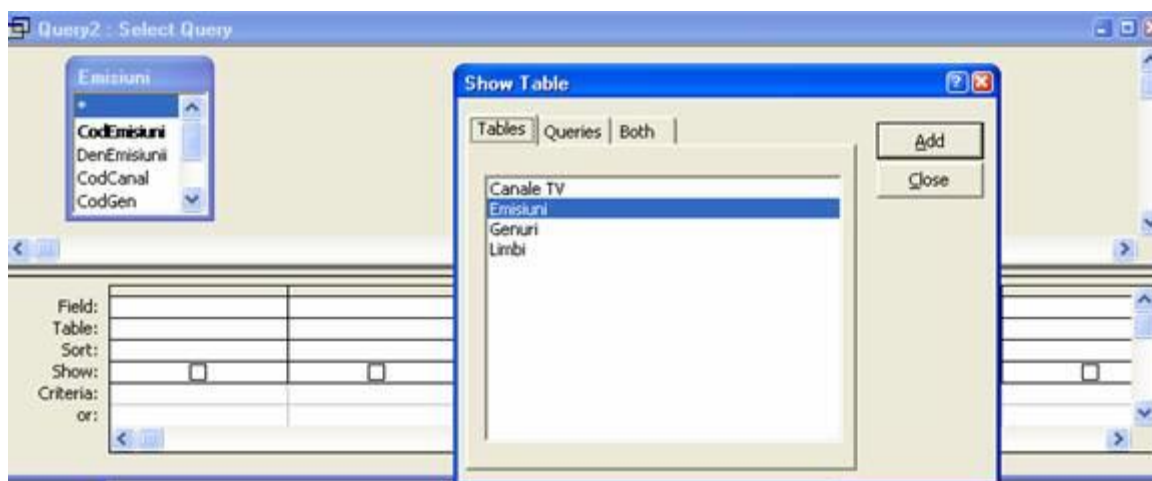 Query2 : Select Query
Emisiuni
*
CodEmisiuni
DenEmisiunii
CodCanal
CodGen
Show Table
Tables Queries Both
Add
Close
Canale TV
Emisiuni
Genuri
Limbi
Field:
Table:
Sort:
Show:
Criteria:
or: